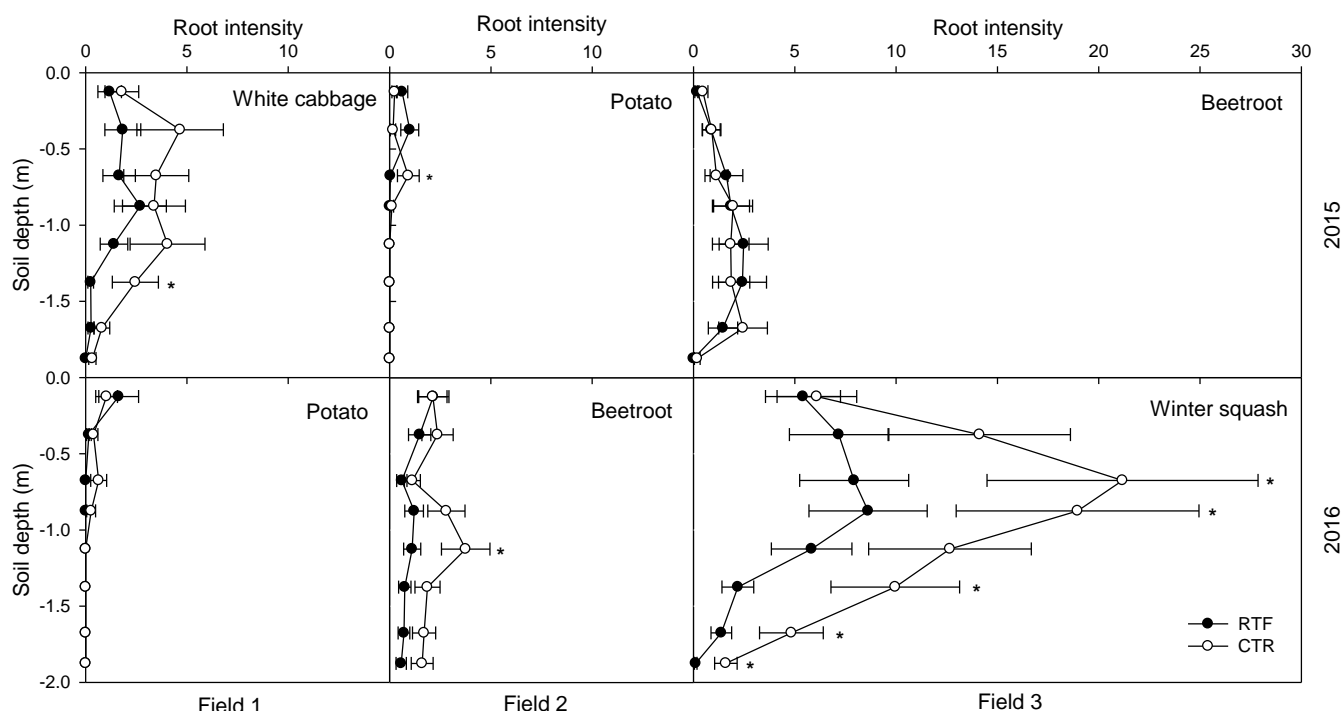 Root intensity
Root intensity
Root intensity
0 5 10
0 5 10
0 5 10 15 20 25 30
White cabbage
Potato
Beetroot
0.0
-0.5
-1.0
-1.5
0.0
Soil depth (m)
*
*
2015
Potato
Beetroot
Winter squash
-0.5
-1.0
-1.5
-2.0
Soil depth (m)
*
*
*
*
*
*
2016
RTF
CTR
Field 1
Field 2
Field 3